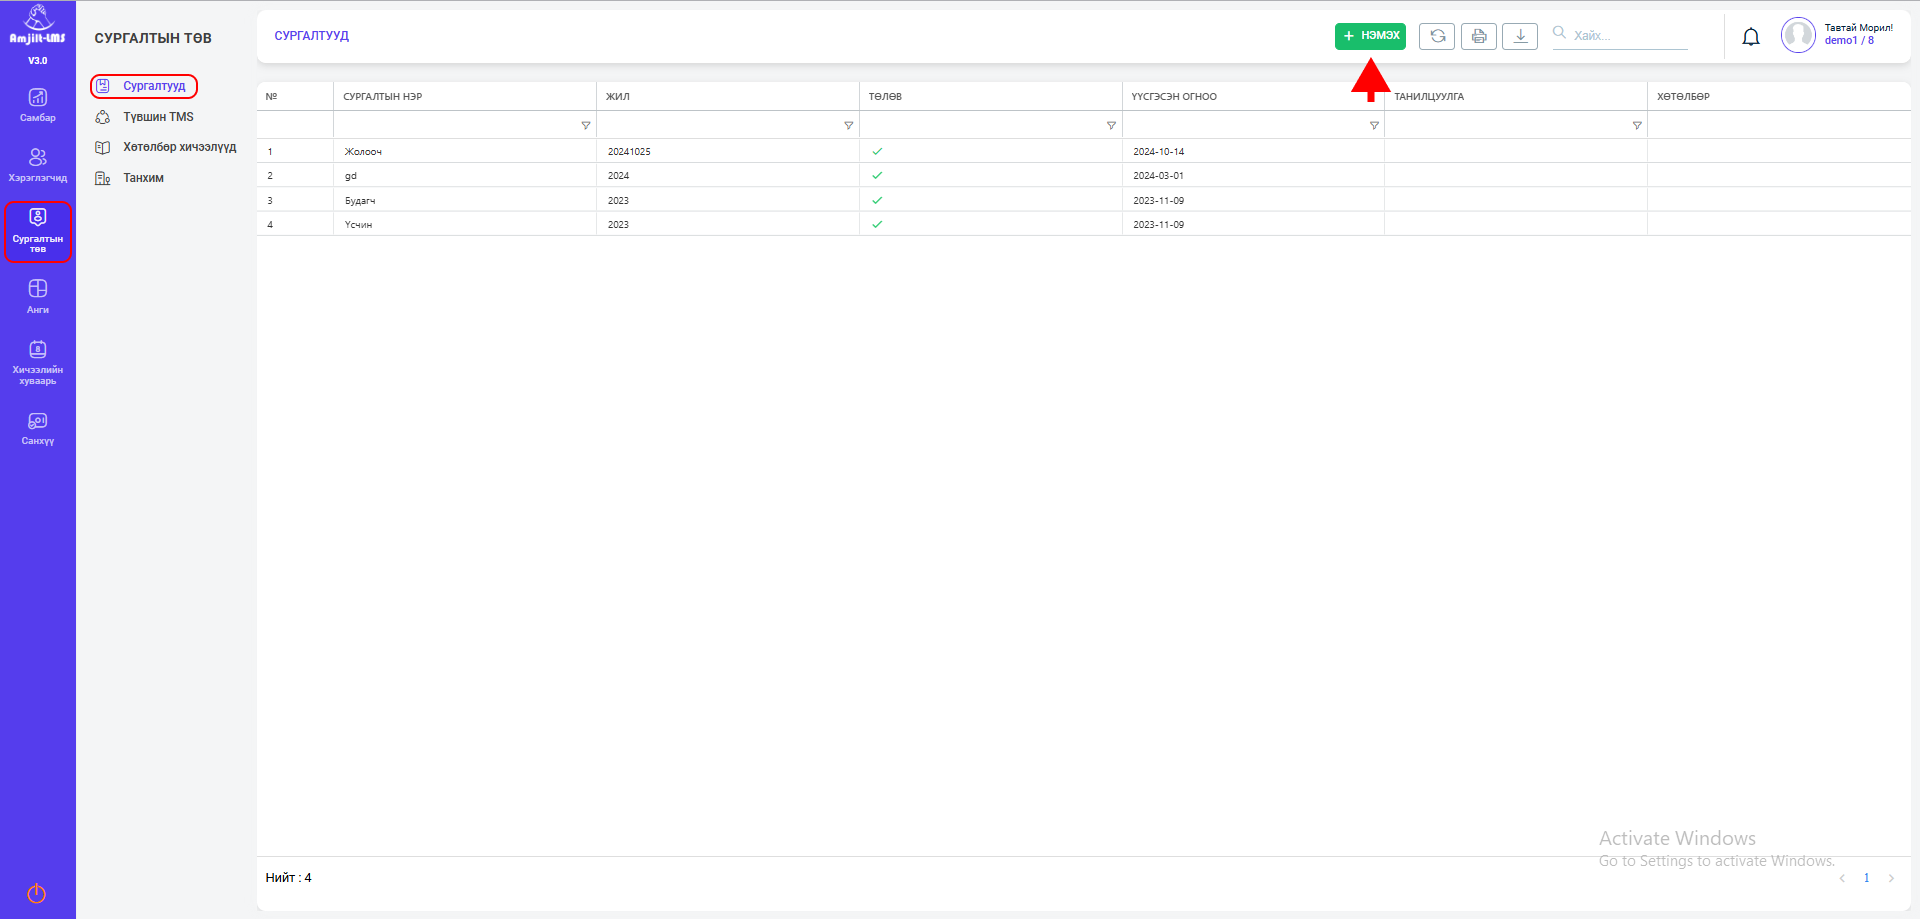 Amjilt-LMS
V3.0
Самбар
Хэрэглэгчид
Сургалтын
төв
Анги
8
Хичээлийн
хуваарь
Санхүү
СУРГАЛТЫН ТӨВ
Сургалтууд
Түвшин TMS
Хөтөлбөр хичээлүүд
Танхим
СУРГАЛТУУД
+ НЭМЭХ
Хайх...
Тавтай Морил!
demo1 / 8
№ СУРГАЛТЫН НЭР ЖИЛ ТӨЛӨВ ҮҮСГЭСЭН ОГНОО ТАНИЛЦУУЛГА ХӨТӨЛБӨР
1 Жолооч 20241025 2024-10-14
2 gd 2024 2024-03-01
3 Будагч 2023 2023-11-09
4 Үсчин 2023 2023-11-09
Activate Windows
Go to Settings to activate Windows.
Нийт : 4
1